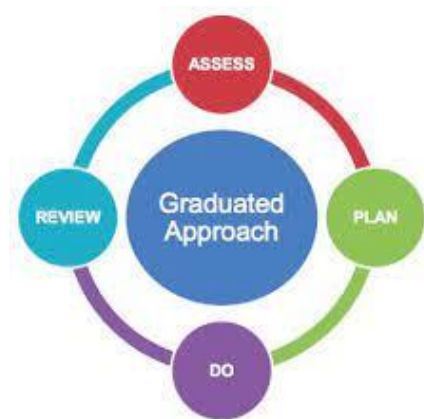 ASSESS
Graduated
Approach
REVIEW
PLAN
DO